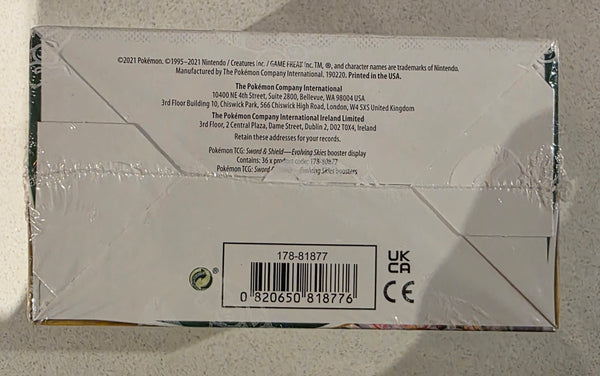 ©2021 Pokémon. ©1995–2021 Nintendo / Creatures Inc. / GAME FREAK Inc. TM, ®, and character names are trademarks of Nintendo.
Manufactured by The Pokémon Company International. 190220. Printed in the USA.
The Pokémon Company International
10400 NE 4th Street, Suite 2800, Bellevue, WA 98004 USA
3rd Floor Building 10, Chiswick Park, 566 Chiswick High Road, London, W4 5XS United Kingdom
The Pokémon Company International Ireland Limited
3rd Floor, 2 Central Plaza, Dame Street, Dublin 2, D02 T0X4, Ireland
Retain these addresses for your records.
Pokémon TCG: Sword & Shield—Evolving Skies booster display
Contains: 36 x product code: 178-80877
Pokémon TCG: Sword & Shield—Evolving Skies boosters
178-81877
0 820650 818776
UK
CA
CE